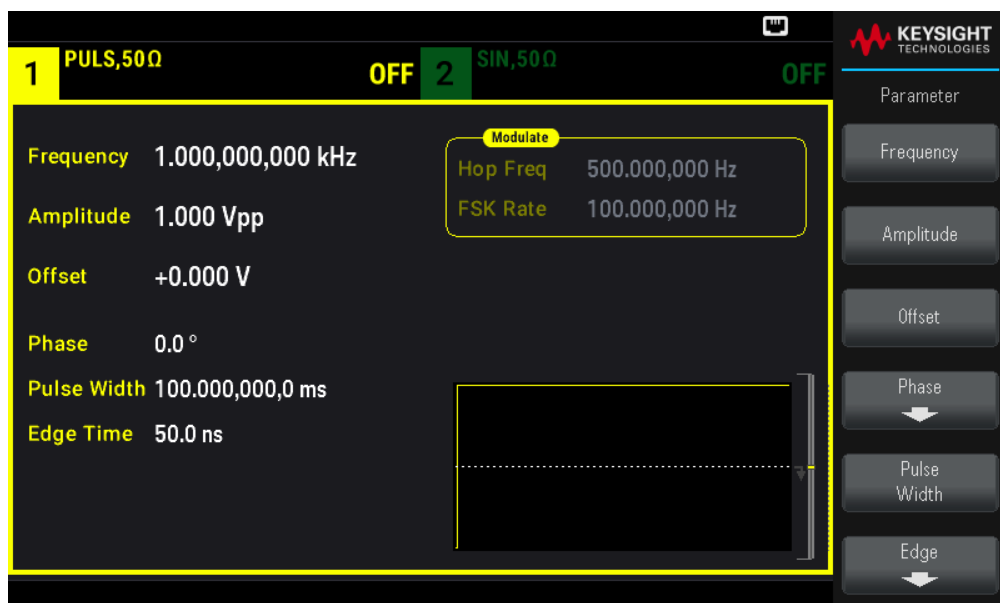 KEYSIGHT
TECHNOLOGIES
1 PULS,50Ω OFF 2 SIN,50Ω OFF
Parameter
Frequency 1.000,000,000 kHz
Amplitude 1.000 Vpp
Offset +0.000 V
Phase 0.0 °
Pulse Width 100.000,000,0 ms
Edge Time 50.0 ns
Modulate
Hop Freq 500.000,000 Hz
FSK Rate 100.000,000 Hz
Frequency
Amplitude
Offset
Phase
Pulse
Width
Edge